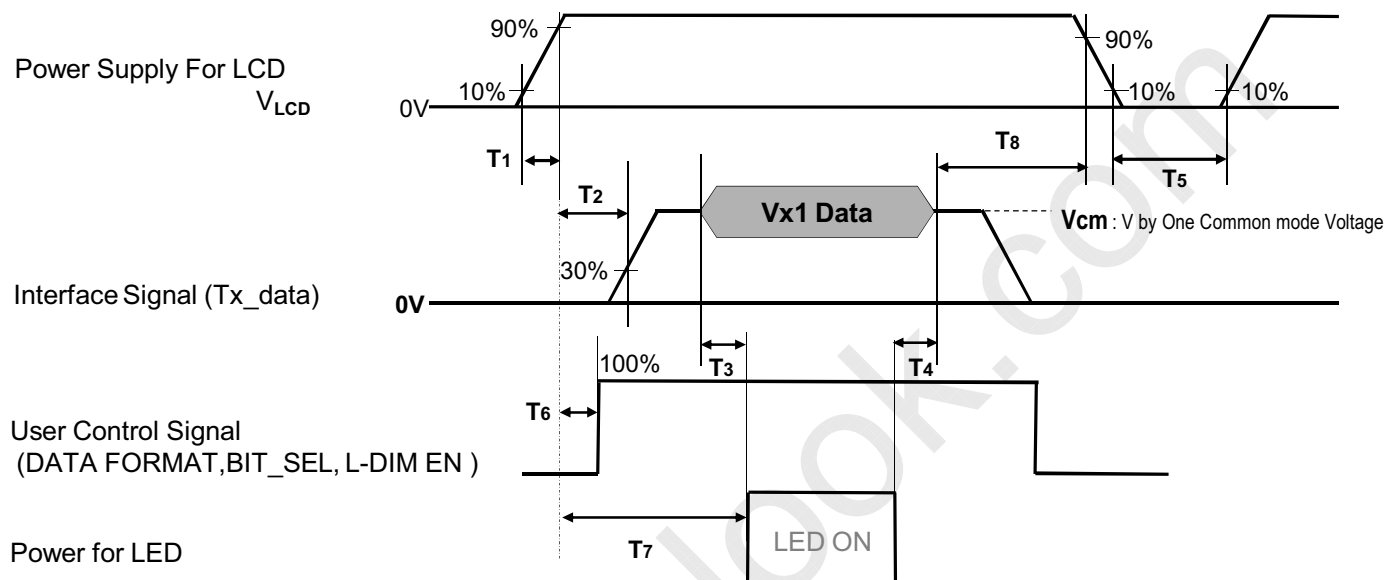 90%
90%
Power Supply For LCD
VLCD
10%
10%
10%
0V
T1
T8
T5
T2
Vx1 Data
Vcm : V by One Common mode Voltage
30%
Interface Signal (Tx_data)
0V
T3
T4
100%
T6
User Control Signal
(DATA FORMAT,BIT_SEL, L-DIM EN )
T7
LED ON
Power for LED
look.com